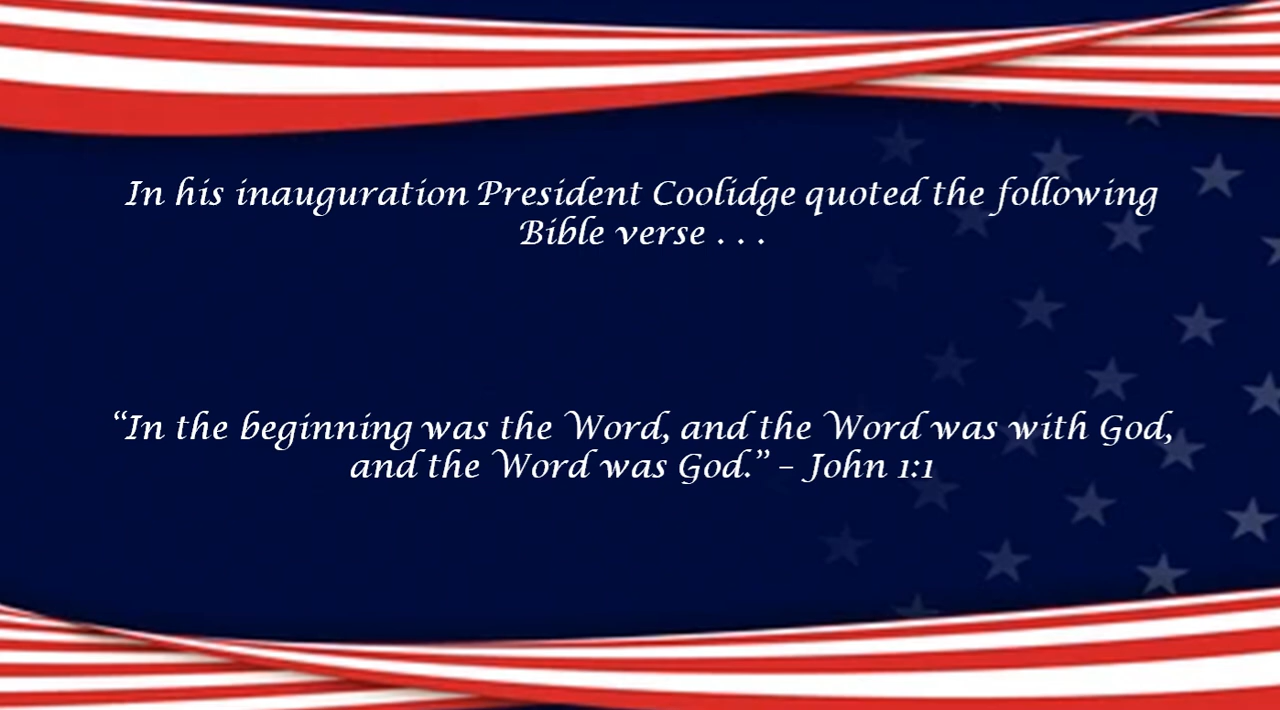 In his inauguration President Coolidge quoted the following
Bible verse . . .
“In the beginning was the Word, and the Word was with God,
and the Word was God.” – John 1:1